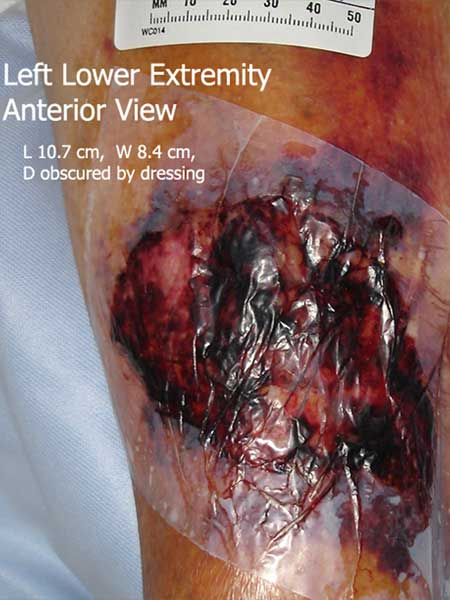 MM 10 20 30 40 50
WC014
Left Lower Extremity
Anterior View
L 10.7 cm, W 8.4 cm,
D obscured by dressing